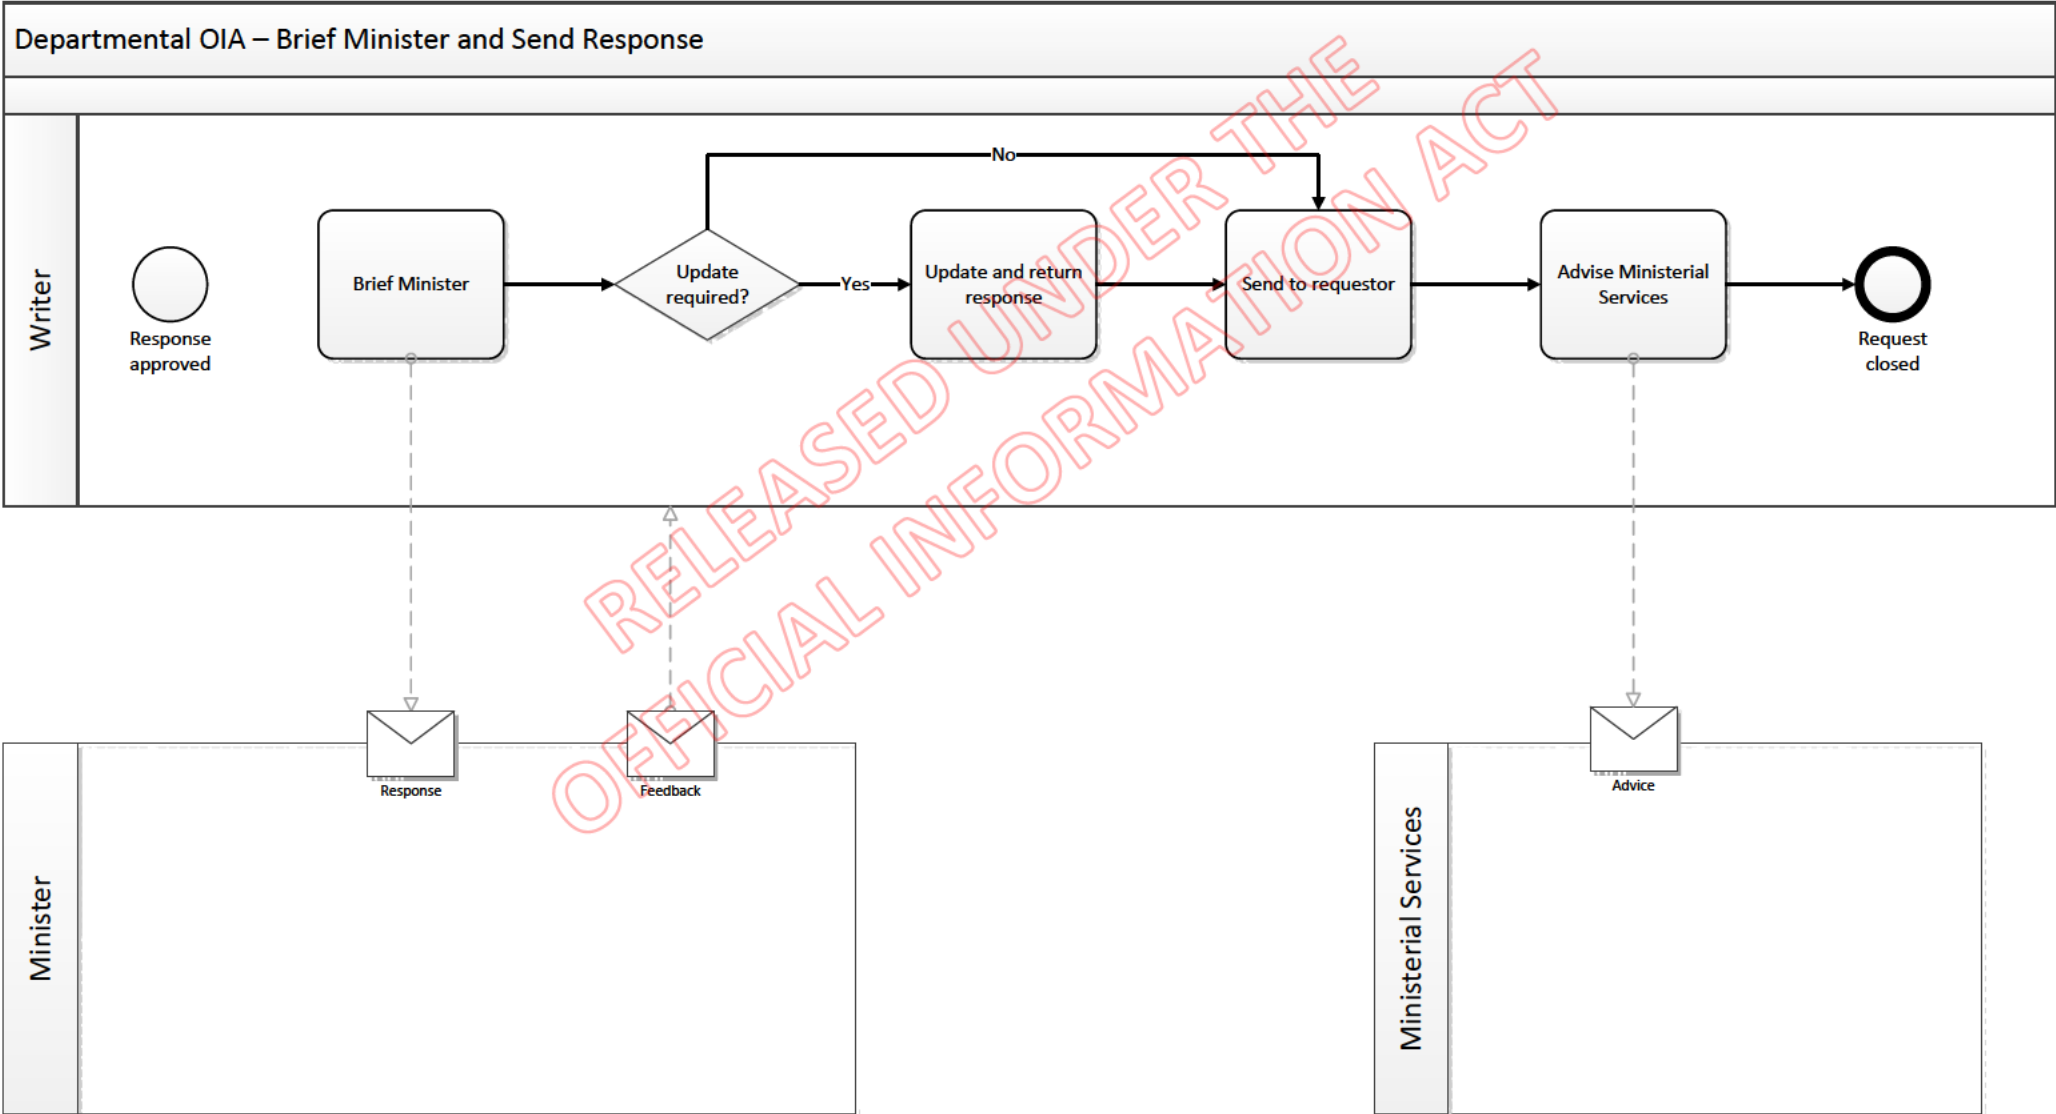 Departmental OIA – Brief Minister and Send Response
Writer
No
Response
approved
Brief Minister
Update
required?
Yes
Update and return
response
Send to requestor
Advise Ministerial
Services
Request
closed
RELEASED UNDER THE
OFFICIAL INFORMATION ACT
Minister
Response
Feedback
Ministerial Services
Advice